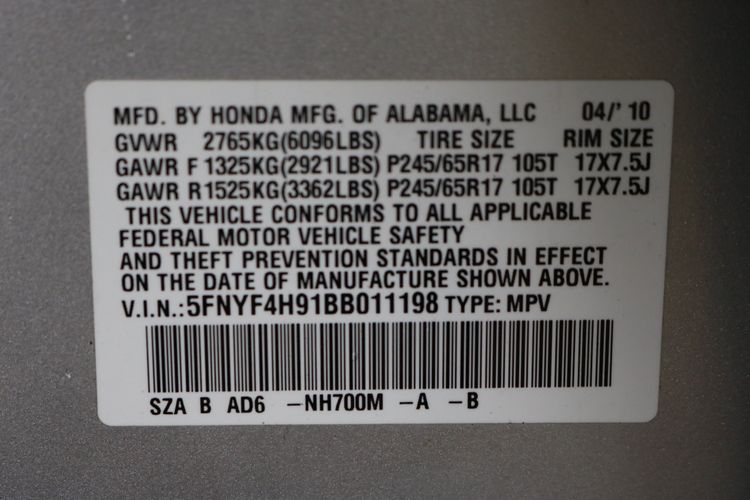 MFD. BY HONDA MFG. OF ALABAMA, LLC 04/' 10
GVWR 2765KG(6096LBS) TIRE SIZE RIM SIZE
GAWR F 1325KG(2921LBS) P245/65R17 105T 17X7.5J
GAWR R 1525KG(3362LBS) P245/65R17 105T 17X7.5J
THIS VEHICLE CONFORMS TO ALL APPLICABLE
FEDERAL MOTOR VEHICLE SAFETY
AND THEFT PREVENTION STANDARDS IN EFFECT
ON THE DATE OF MANUFACTURE SHOWN ABOVE.
V.I.N.:5FNYF4H91BB011198 TYPE: MPV
SZA B AD6 -NH700M -A -B